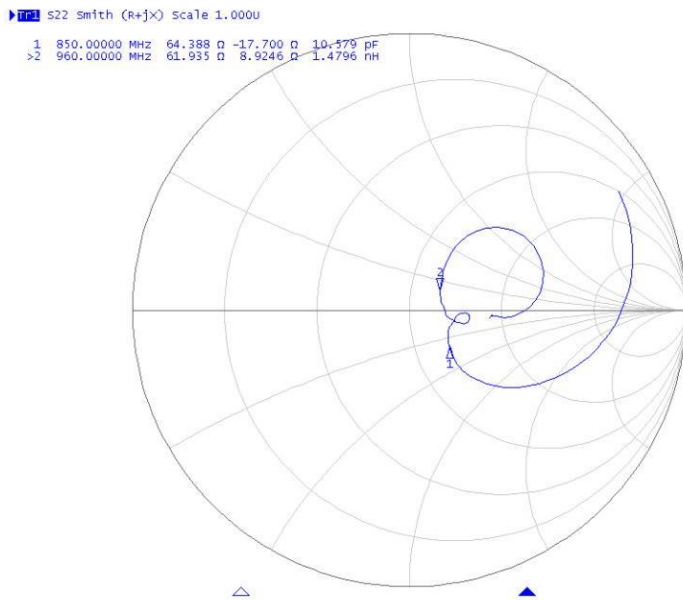 Tr1 S22 Smith (R+jX) Scale 1.000U
1 850.00000 MHz 64.388 Ω -17.700 Ω 10.579 pF
>2 960.00000 MHz 61.935 Ω 8.9246 Ω 1.4796 nH
2
1